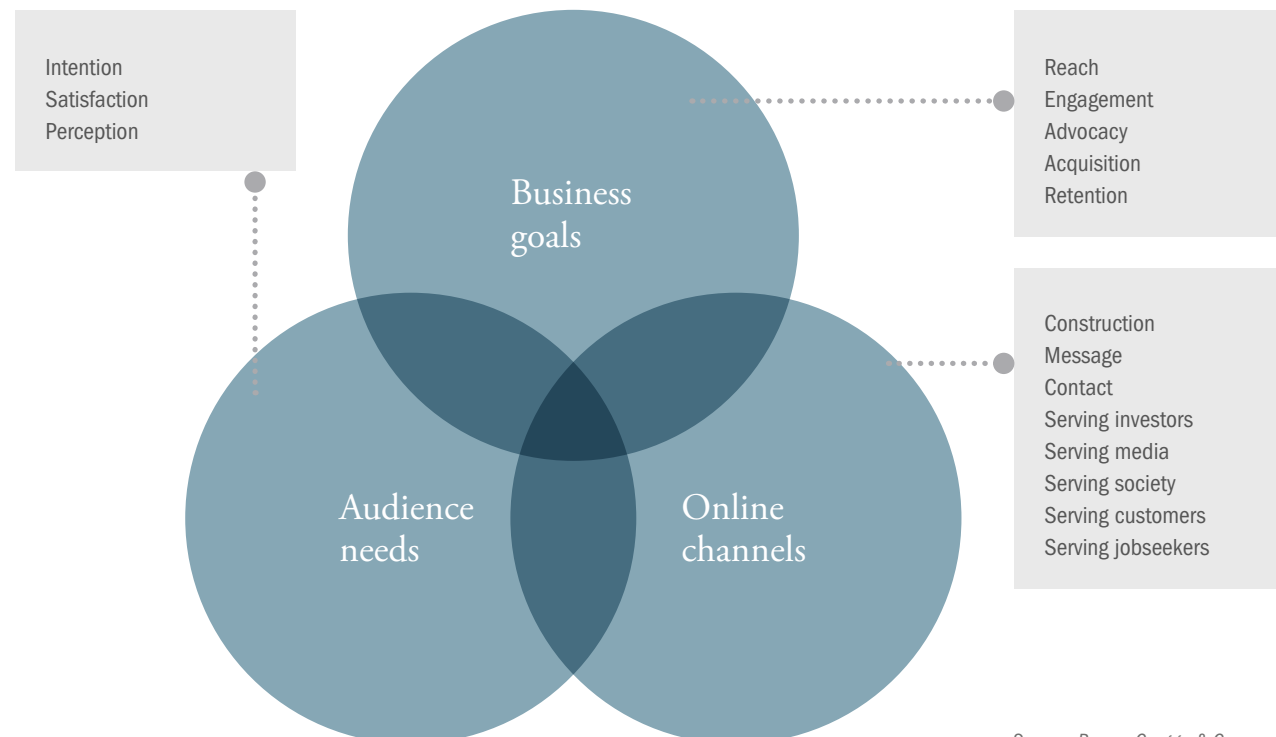 Intention
Satisfaction
Perception
Business
goals
Reach
Engagement
Advocacy
Acquisition
Retention
Construction
Message
Contact
Serving investors
Serving media
Serving society
Serving customers
Serving jobseekers
Audience
needs
Online
channels